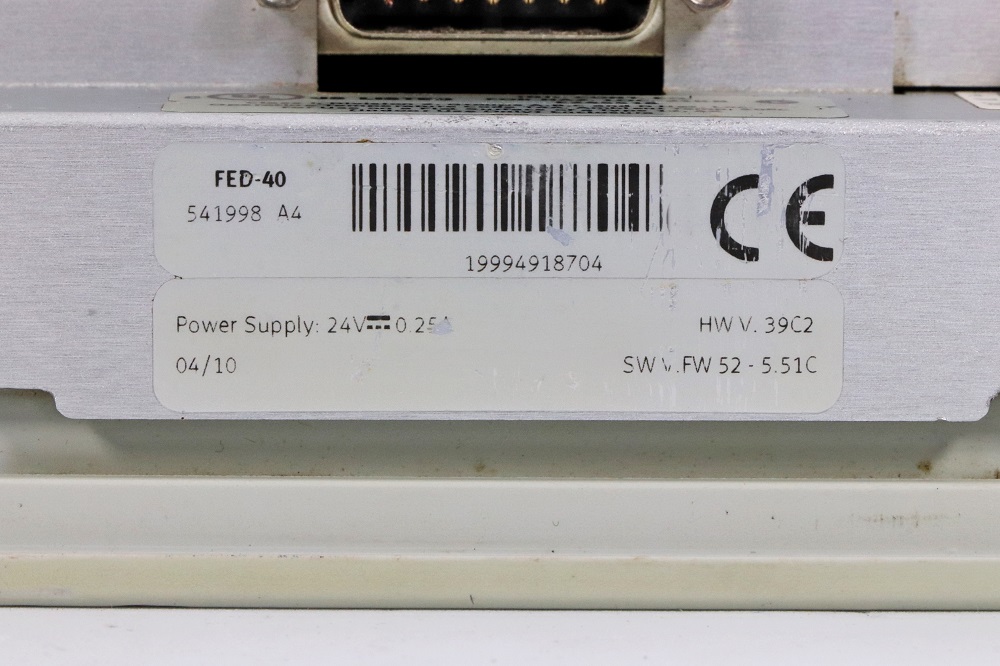 FED-40
541998 A4
19994918704
CE
Power Supply: 24V⎓0.25A
HW V. 39C2
04/10
SW V.FW 52 - 5.51C